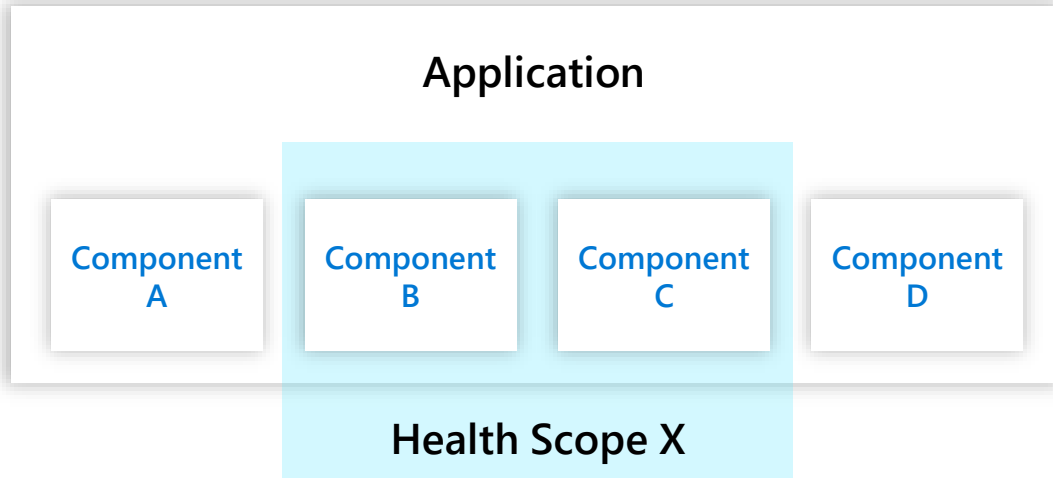 Application
Component
A
Component
B
Component
C
Component
D
Health Scope X